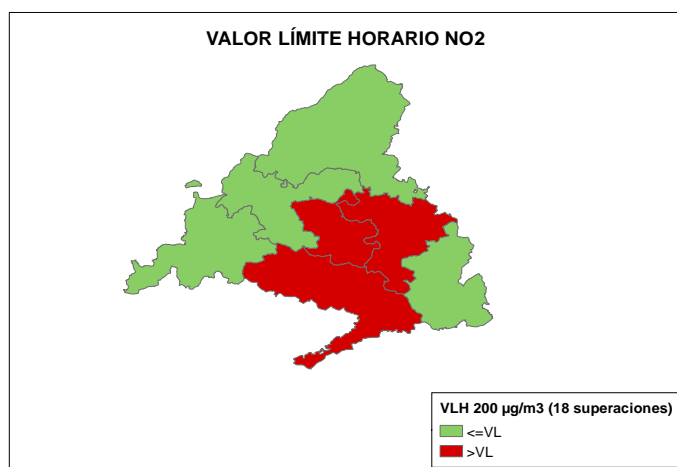 VALOR LÍMITE HORARIO NO2
VLH 200 µg/m3 (18 superaciones)
<=VL
>VL